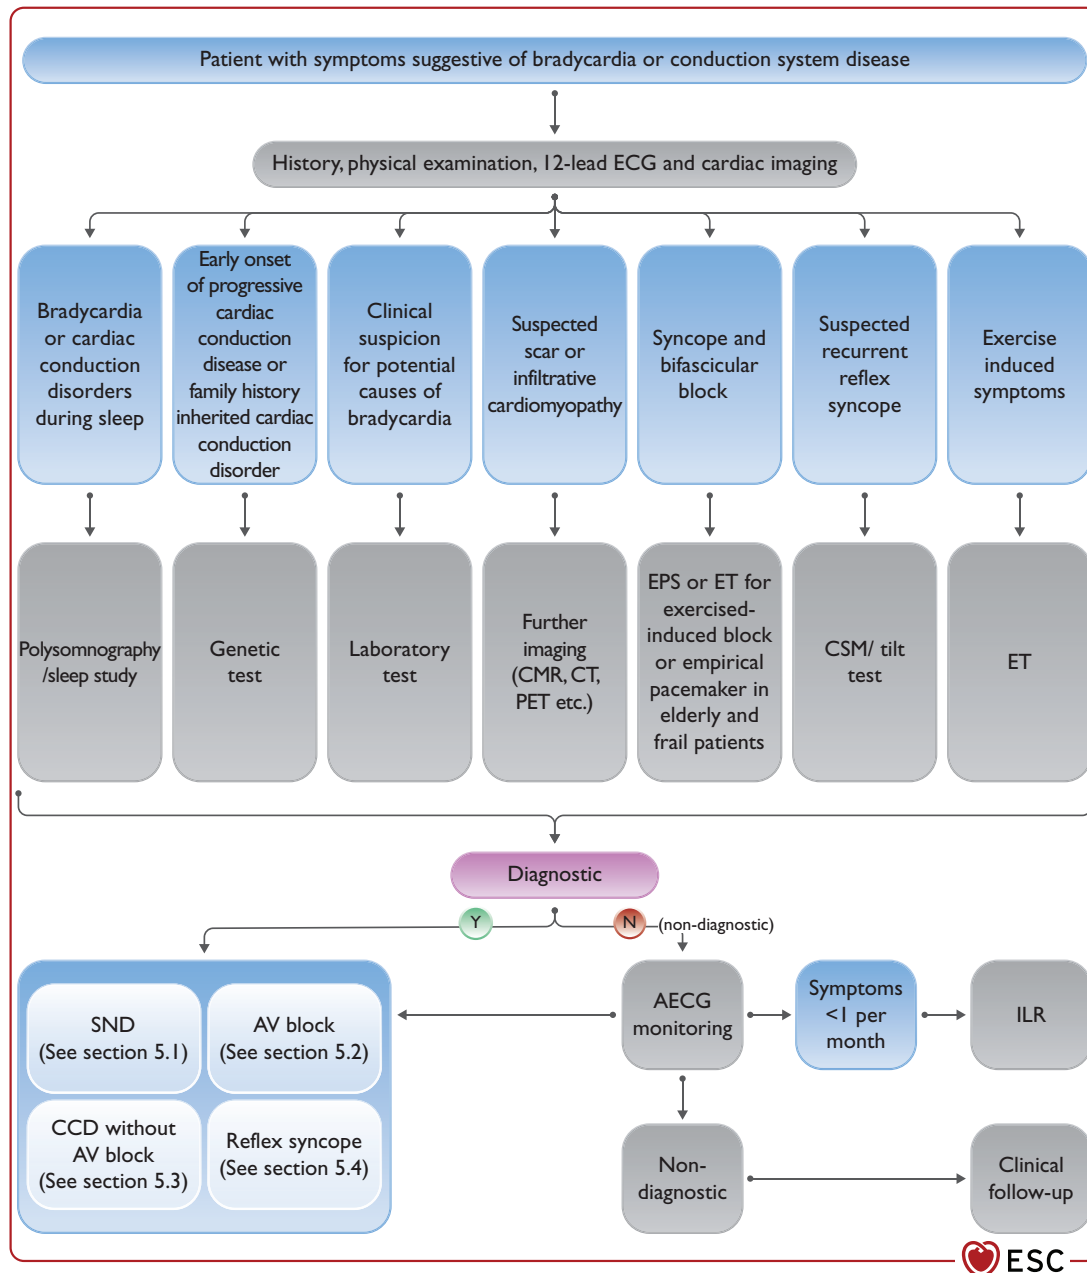 Patient with symptoms suggestive of bradycardia or conduction system disease
History, physical examination, 12-lead ECG and cardiac imaging
Bradycardia
or cardiac
conduction
disorders
during sleep
Early onset
of progressive
cardiac
conduction
disease or
family history
inherited cardiac
conduction
disorder
Clinical
suspicion
for potential
causes of
bradycardia
Suspected
scar or
infiltrative
cardiomyopathy
Syncope and
bifascicular
block
Suspected
recurrent
reflex
syncope
Exercise
induced
symptoms
Polysomnography
/sleep study
Genetic
test
Laboratory
test
Further
imaging
(CMR, CT,
PET etc.)
EPS or ET for
exercised-
induced block
or empirical
pacemaker in
elderly and
frail patients
CSM/ tilt
test
ET
Diagnostic
Y
N
(non-diagnostic)
SND
(See section 5.1)
AV block
(See section 5.2)
CCD without
AV block
(See section 5.3)
Reflex syncope
(See section 5.4)
AECG
monitoring
Symptoms
<1 per
month
ILR
Non-
diagnostic
Clinical
follow-up
ESC